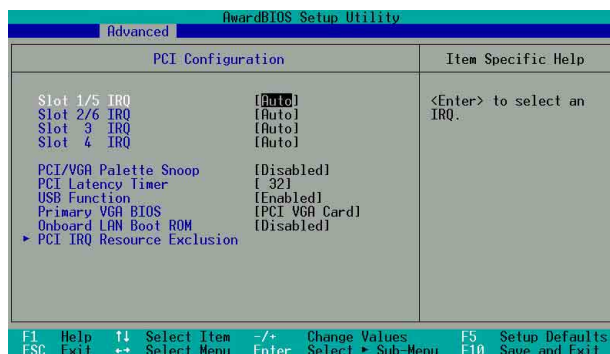 AwardBIOS Setup Utility
Advanced
PCI Configuration
Item Specific Help
Slot 1/5 IRQ [Auto]
Slot 2/6 IRQ [Auto]
Slot 3 IRQ [Auto]
Slot 4 IRQ [Auto]
PCI/VGA Palette Snoop [Disabled]
PCI Latency Timer [ 32]
USB Function [Enabled]
Primary VGA BIOS [PCI VGA Card]
Onboard LAN Boot ROM [Disabled]
▶ PCI IRQ Resource Exclusion
<Enter> to select an
IRQ.
F1 Help ↑↓ Select Item -/+ Change Values F5 Setup Defaults
ESC Exit ←→ Select Menu Enter Select ▶ Sub-Menu F10 Save and Exit